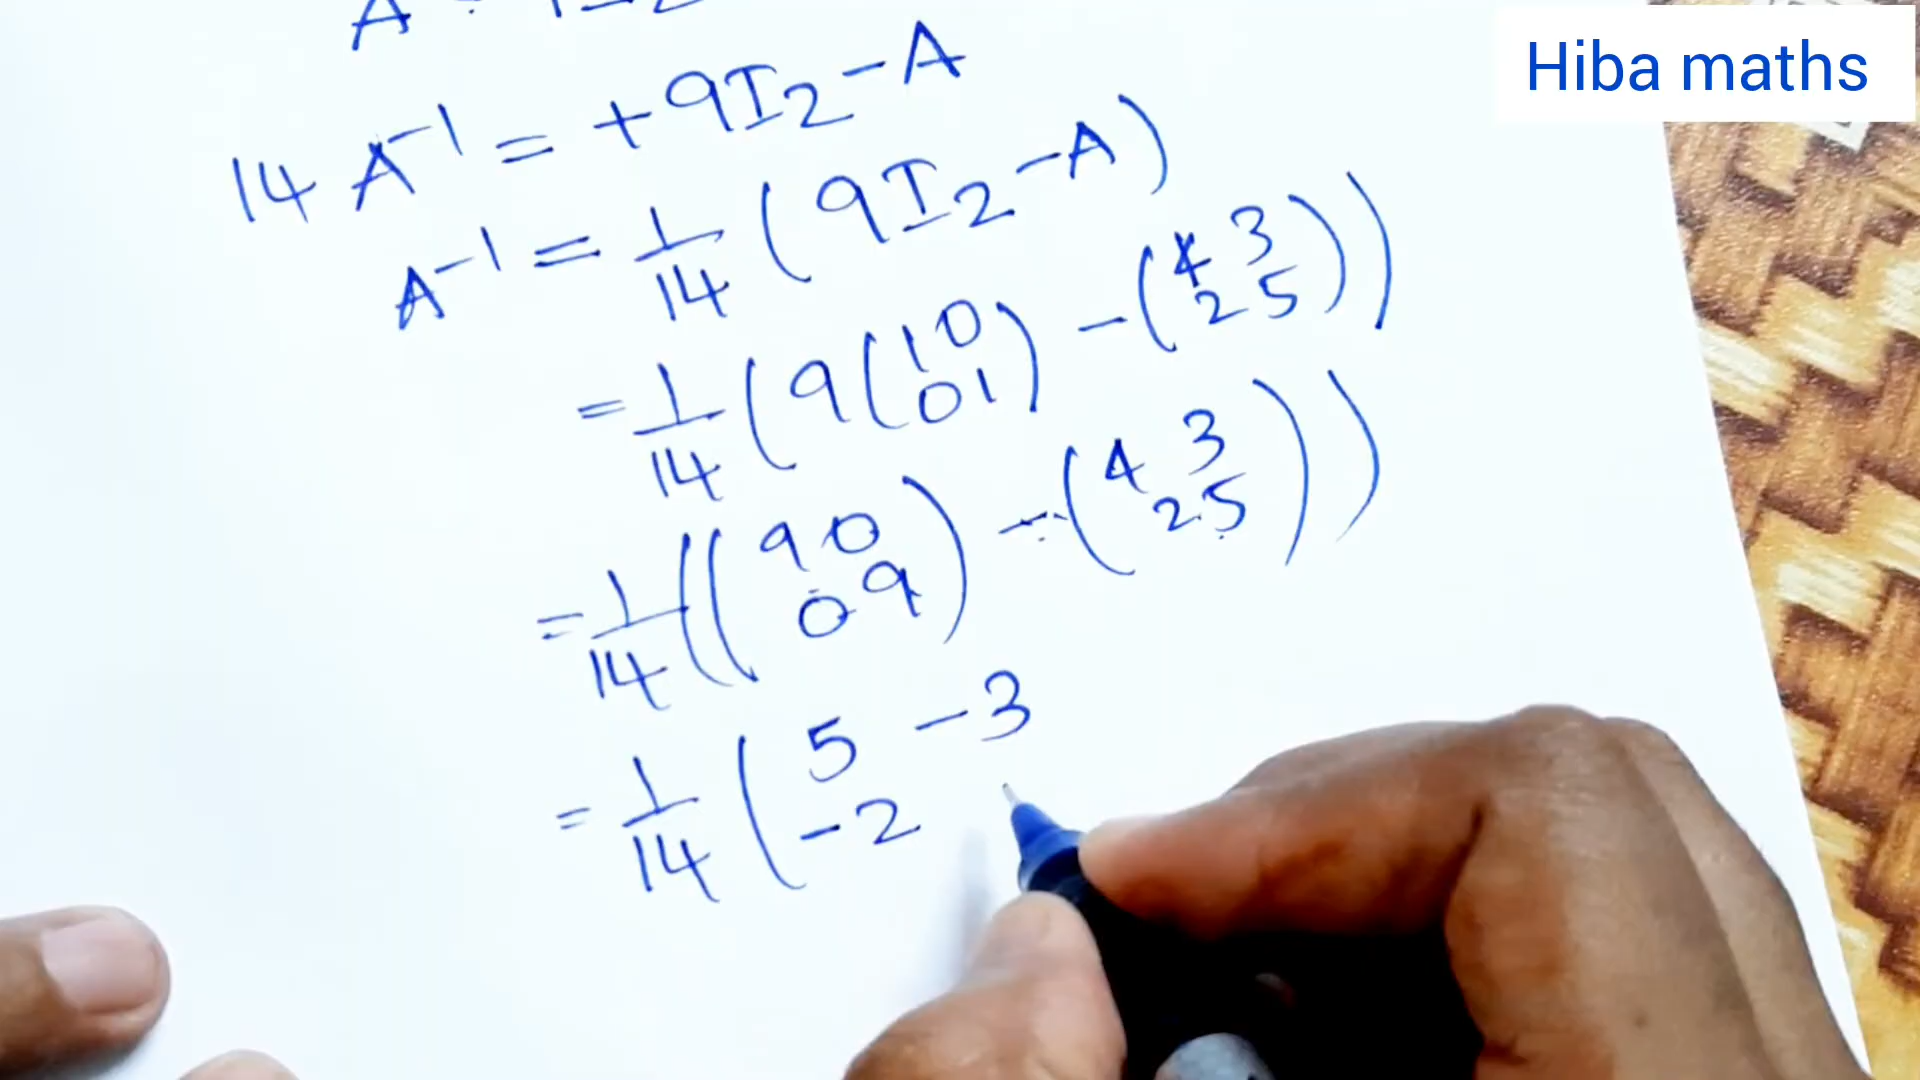 Hiba maths
14 A⁻¹ = +9I₂ - A
A⁻¹ = 1/14 (9I₂ - A)
= 1/14 (9(1 0 0 1) - (4 3 2 5))
= 1/14 ((9 0 0 9) - (4 3 2 5))
= 1/14 (5 -3 -2